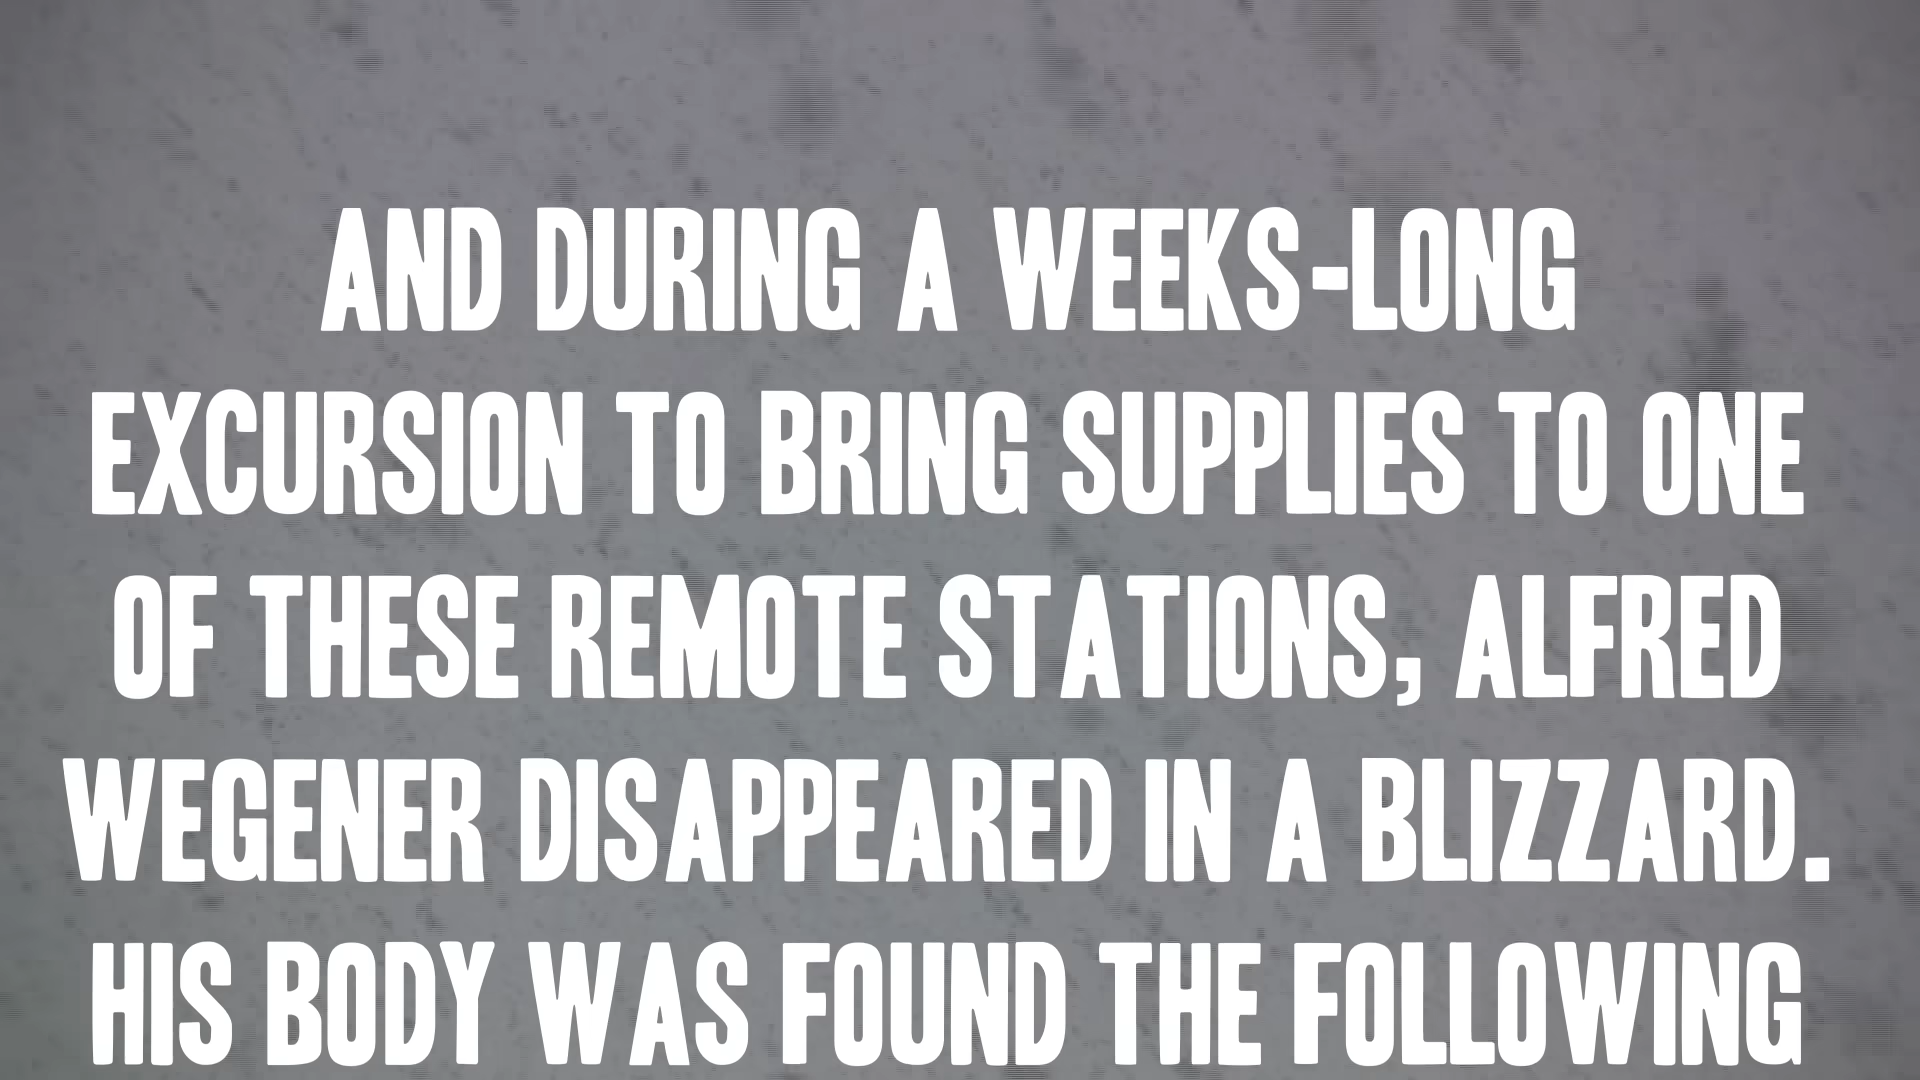 AND DURING A WEEKS-LONG
EXCURSION TO BRING SUPPLIES TO ONE
OF THESE REMOTE STATIONS, ALFRED
WEGENER DISAPPEARED IN A BLIZZARD.
HIS BODY WAS FOUND THE FOLLOWING